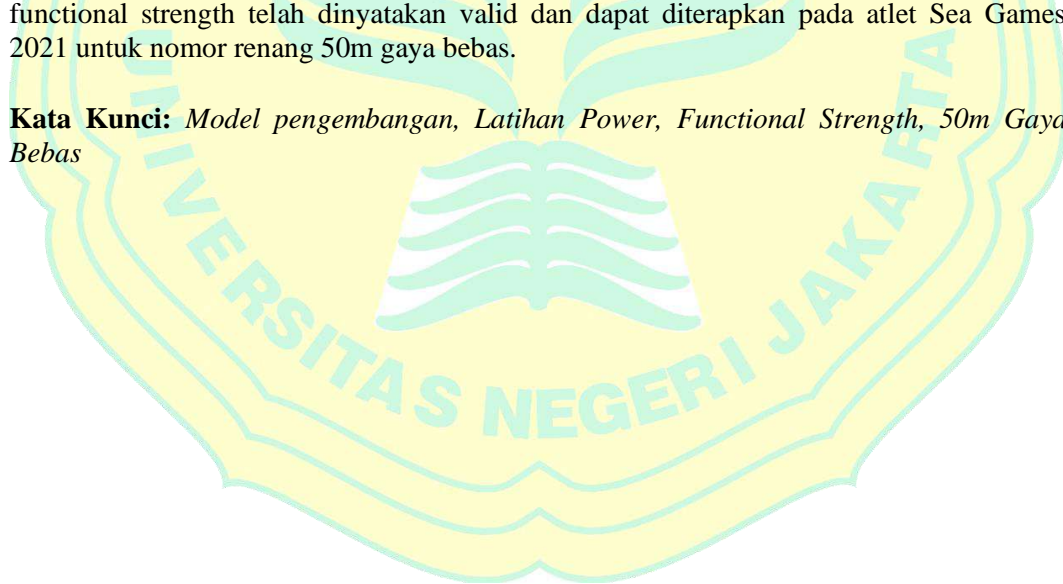 functional strength telah dinyatakan valid dan dapat diterapkan pada atlet Sea Games
2021 untuk nomor renang 50m gaya bebas.
Kata Kunci: Model pengembangan, Latihan Power, Functional Strength, 50m Gaya
Bebas
UNIVERSITAS NEGERI JAKARTA